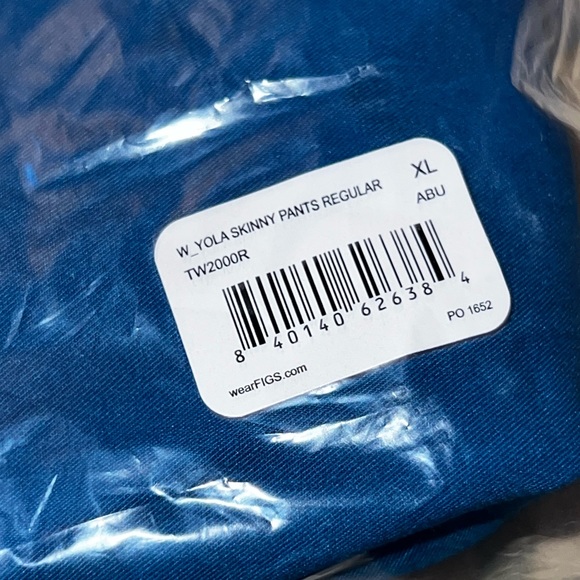 W_YOLA SKINNY PANTS REGULAR XL
TW2000R ABU
8 40140 62638 4
wearFIGS.com PO 1652